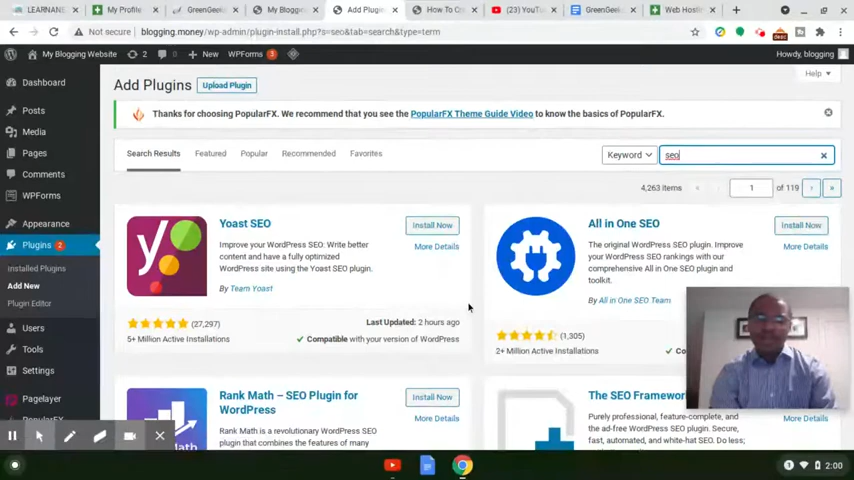 LEARNANE
My Profile
GreenGeek
My Blogging
Add Plugin
How To Cr
(23) YouTu
GreenGeeks
Web Hostin
Not secure
blogging.money/wp-admin/plugin-install.php?s=seo&tab=search&type=term
My Blogging Website
2
0
New
WPForms
3
Howdy, blogging
Dashboard
Posts
Media
Pages
Comments
WPForms
Appearance
Plugins 2
Installed Plugins
Add New
Plugin Editor
Users
Tools
Settings
Pagelayer
Add Plugins
Upload Plugin
Help
Thanks for choosing PopularFX. We recommend that you see the PopularFX Theme Guide Video to know the basics of PopularFX.
Search Results
Featured
Popular
Recommended
Favorites
Keyword
seo
4,263 items
«
‹
1
of 119
›
»
Yoast SEO
Install Now
More Details
Improve your WordPress SEO: Write better
content and have a fully optimized
WordPress site using the Yoast SEO plugin.
By Team Yoast
(27,297)
5+ Million Active Installations
Last Updated: 2 hours ago
Compatible with your version of WordPress
All in One SEO
Install Now
More Details
The original WordPress SEO plugin. Improve
your WordPress SEO rankings with our
comprehensive All in One SEO plugin and
toolkit.
By All in One SEO Team
(1,305)
2+ Million Active Installations
Rank Math – SEO Plugin for
WordPress
Install Now
More Details
Rank Math is a revolutionary WordPress SEO
plugin that combines the features of many
The SEO Framework
More Details
Purely professional, feature-complete, and
the ad-free WordPress SEO plugin. Secure,
fast, automated, and white-hat SEO. Do less;
1
2:00